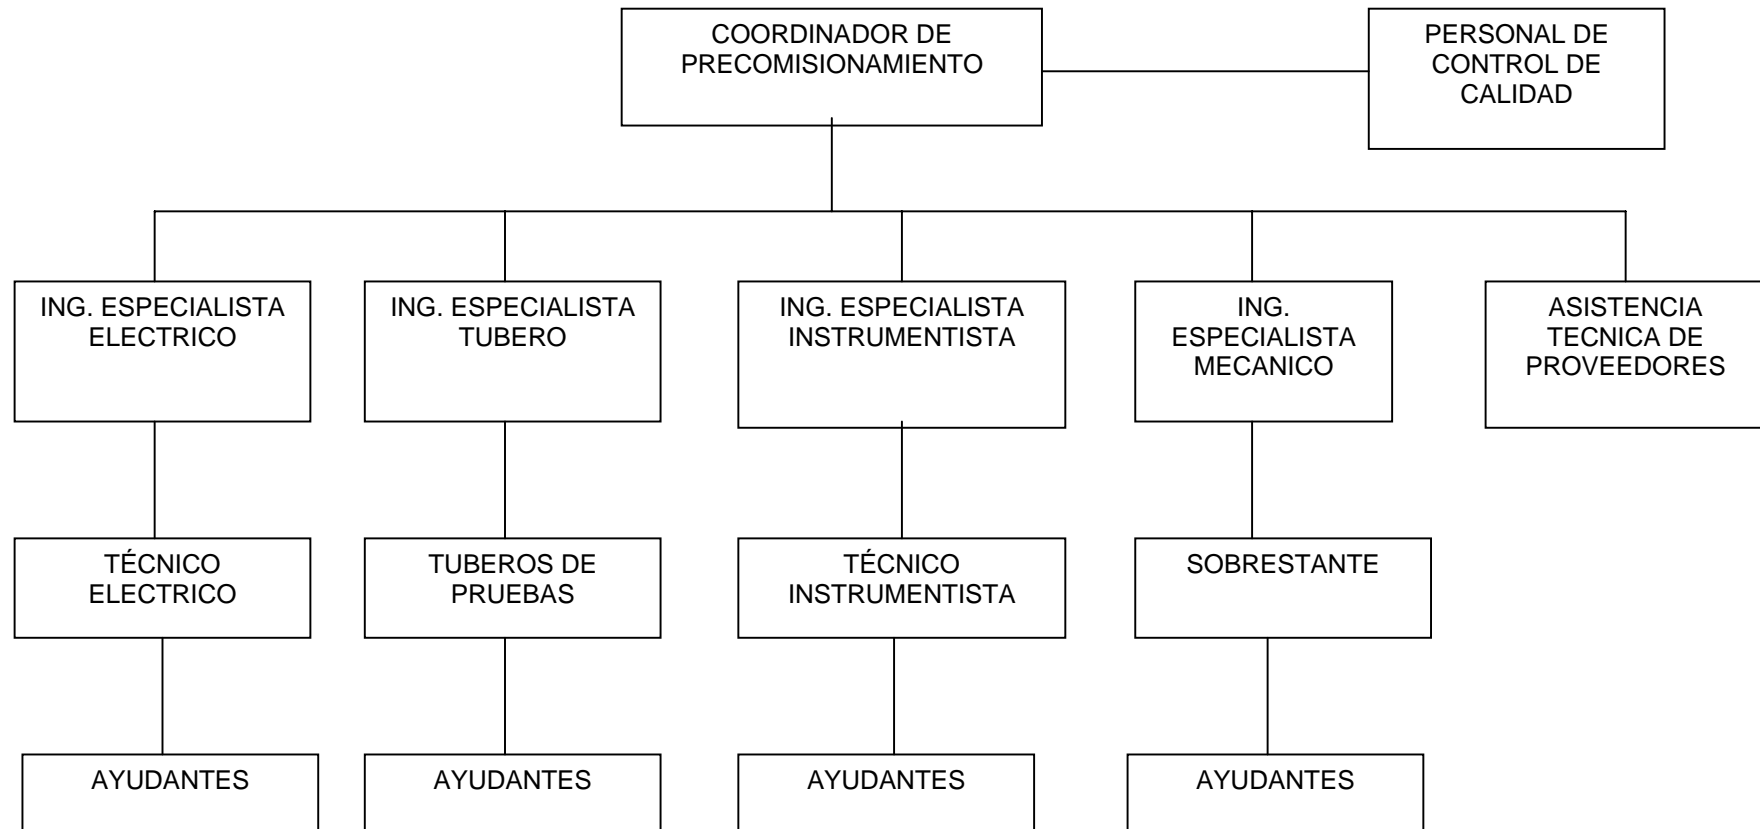 COORDINADOR DE
PRECOMISIONAMIENTO
PERSONAL DE
CONTROL DE
CALIDAD
ING. ESPECIALISTA
ELECTRICO
ING. ESPECIALISTA
TUBERO
ING. ESPECIALISTA
INSTRUMENTISTA
ING.
ESPECIALISTA
MECANICO
ASISTENCIA
TECNICA DE
PROVEEDORES
TÉCNICO
ELECTRICO
TUBEROS DE
PRUEBAS
TÉCNICO
INSTRUMENTISTA
SOBRESTANTE
AYUDANTES
AYUDANTES
AYUDANTES
AYUDANTES